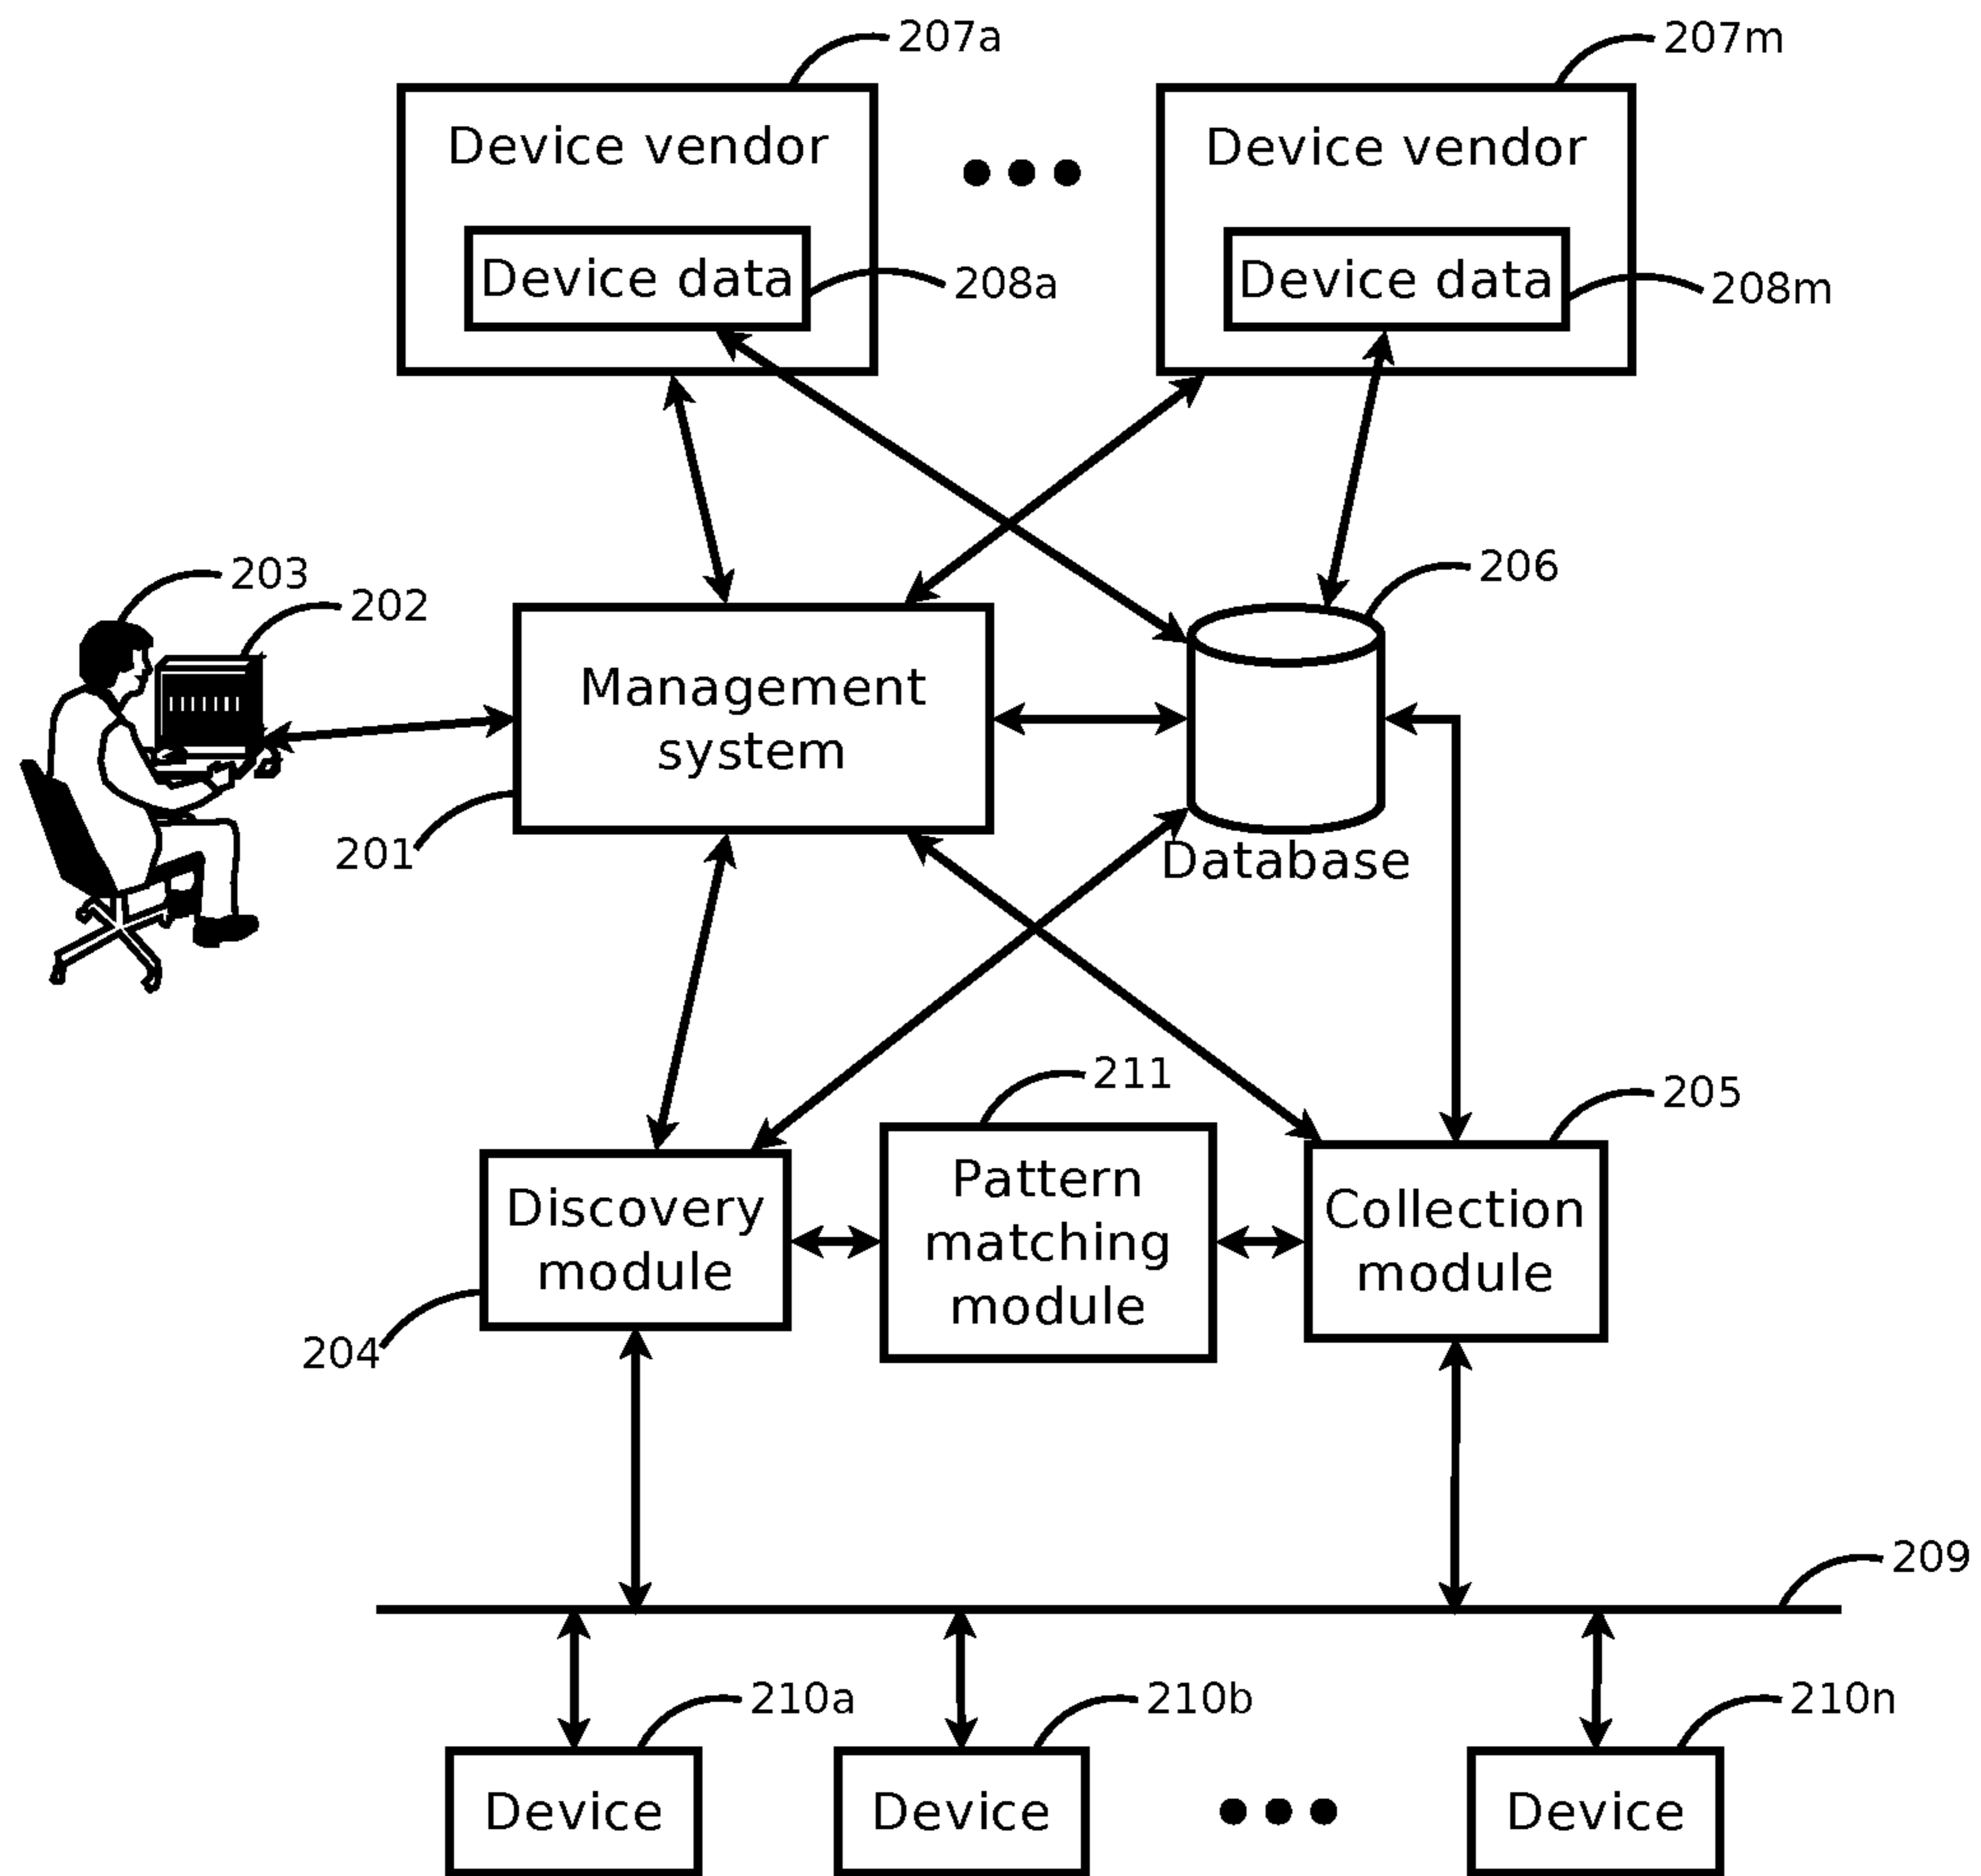 207a
207m
Device vendor
Device vendor
Device data
Device data
208a
208m
203
202
206
Management
system
201
Database
211
205
Discovery
module
Pattern
matching
module
Collection
module
204
209
210a
210b
210n
Device
Device
Device